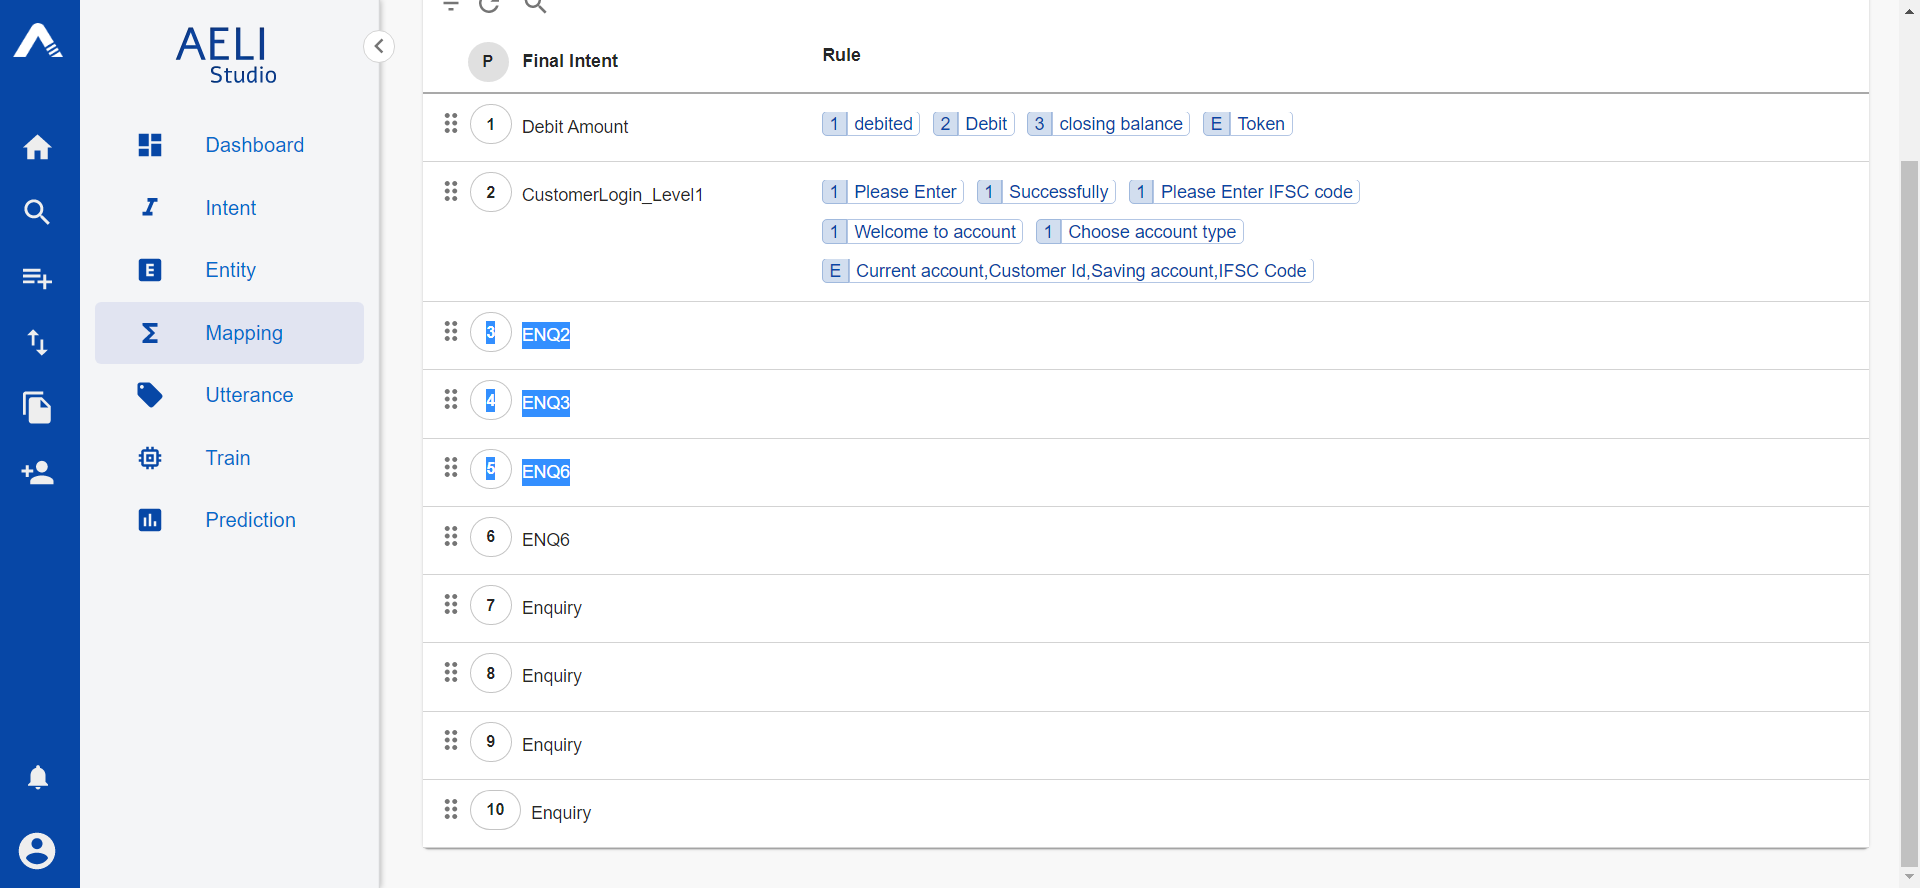 AELI
Studio
Dashboard
Intent
E Entity
Mapping
Utterance
Train
Prediction
P Final Intent Rule
1 Debit Amount 1 debited 2 Debit 3 closing balance E Token
2 CustomerLogin_Level1 1 Please Enter 1 Successfully 1 Please Enter IFSC code
1 Welcome to account 1 Choose account type
E Current account,Customer Id,Saving account,IFSC Code
3 ENQ2
4 ENQ3
5 ENQ6
6 ENQ6
7 Enquiry
8 Enquiry
9 Enquiry
10 Enquiry